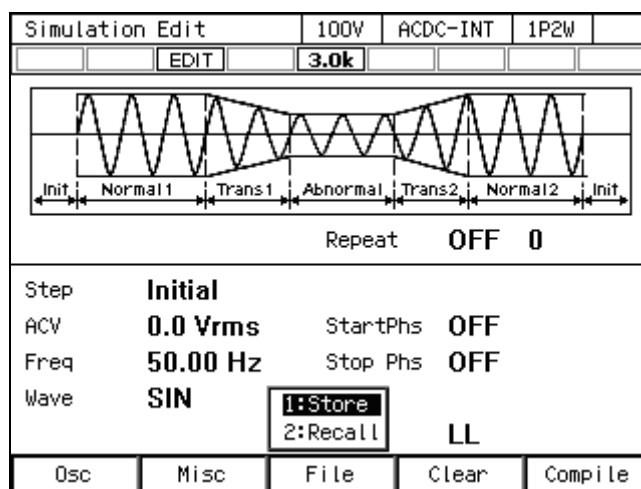 Simulation Edit 100V ACDC-INT 1P2W
EDIT 3.0k
Init Normal1 Trans1 Abnormal Trans2 Normal2 Init
Repeat OFF 0
Step Initial
ACV 0.0 Vrms StartPhs OFF
Freq 50.00 Hz Stop Phs OFF
Wave SIN
1:Store
2:Recall LL
Osc Misc File Clear Compile